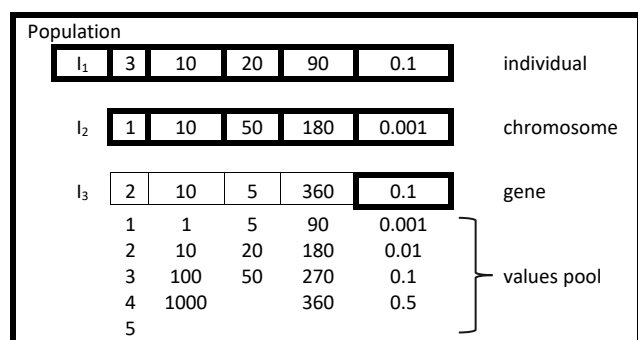 Population
I₁ 3 10 20 90 0.1 individual
I₂ 1 10 50 180 0.001 chromosome
I₃ 2 10 5 360 0.1 gene
1 1 5 90 0.001
2 10 20 180 0.01
3 100 50 270 0.1 values pool
4 1000 360 0.5
5